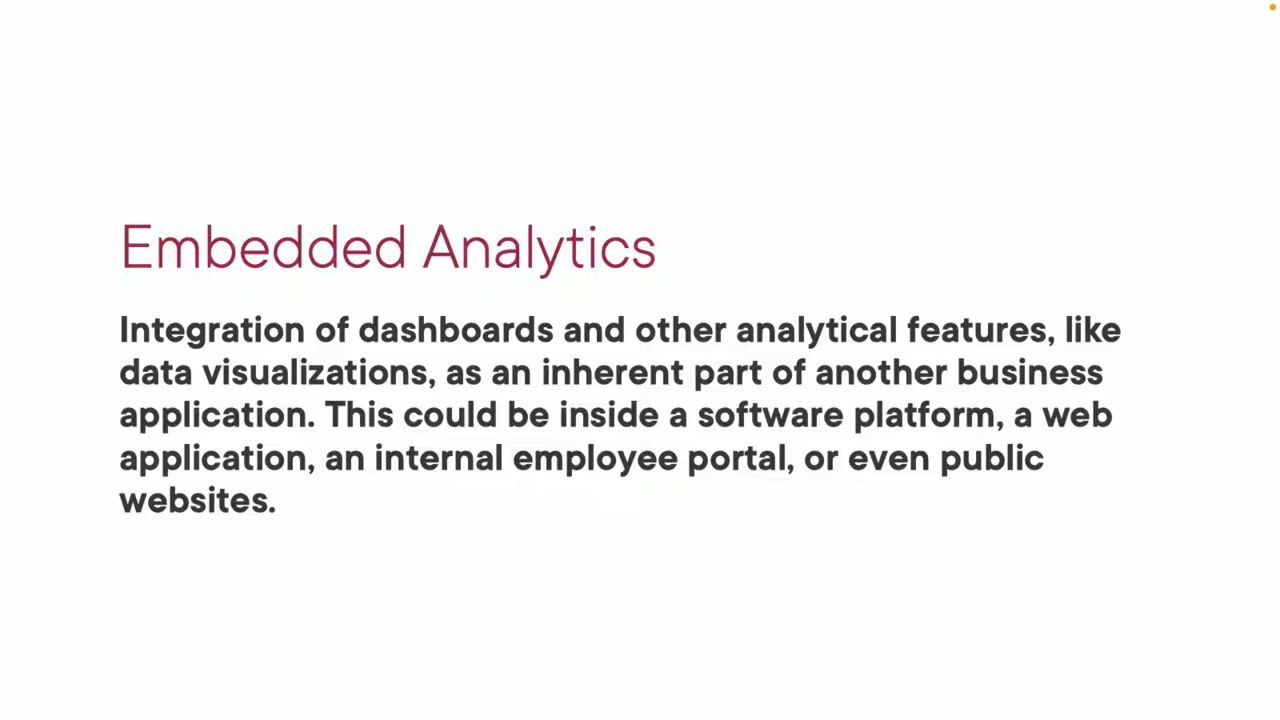 Embedded Analytics
Integration of dashboards and other analytical features, like
data visualizations, as an inherent part of another business
application. This could be inside a software platform, a web
application, an internal employee portal, or even public
websites.